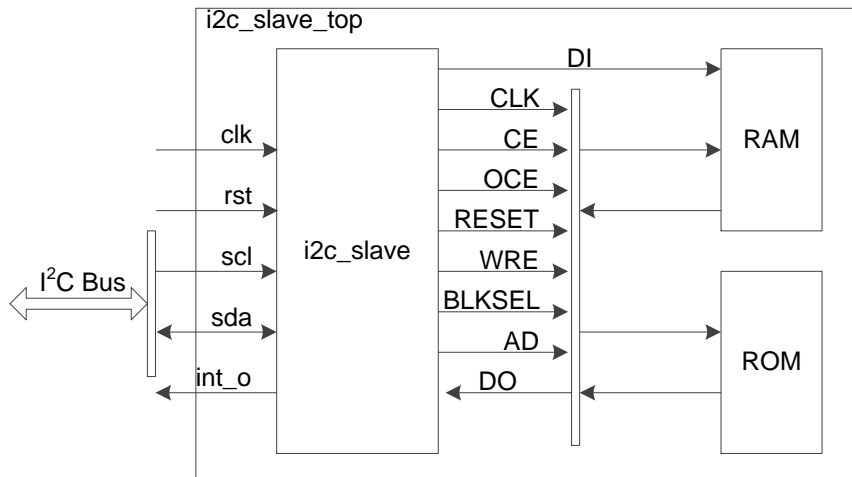 i2c_slave_top
DI
CLK
CE
OCE
RESET
WRE
BLKSEL
AD
DO
clk
rst
scl
sda
int_o
I²C Bus
i2c_slave
RAM
ROM